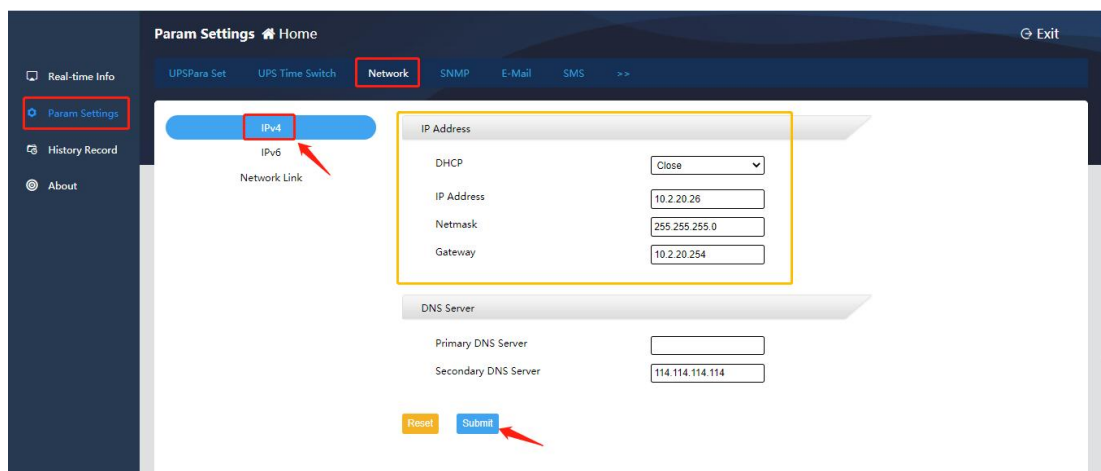 Param Settings Home
Exit
Real-time Info
Param Settings
History Record
About
UPSPara Set UPS Time Switch Network SNMP E-Mail SMS >>
IPv4
IPv6
Network Link
IP Address
DHCP Close
IP Address 10.2.20.26
Netmask 255.255.255.0
Gateway 10.2.20.254
DNS Server
Primary DNS Server
Secondary DNS Server 114.114.114.114
Reset Submit